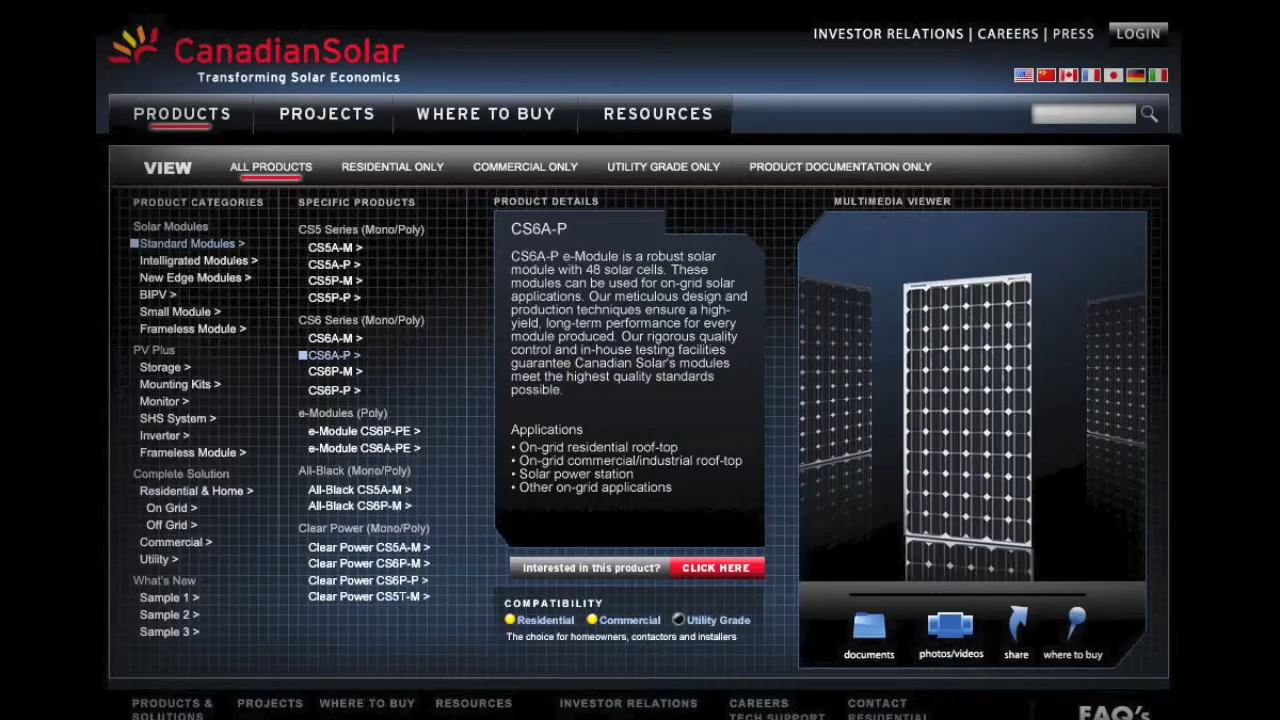 CanadianSolar
Transforming Solar Economics
INVESTOR RELATIONS | CAREERS | PRESS
LOGIN
PRODUCTS
PROJECTS
WHERE TO BUY
RESOURCES
VIEW
ALL PRODUCTS
RESIDENTIAL ONLY
COMMERCIAL ONLY
UTILITY GRADE ONLY
PRODUCT DOCUMENTATION ONLY
PRODUCT CATEGORIES
Solar Modules
Standard Modules >
Intelligrated Modules >
New Edge Modules >
BIPV >
Small Module >
Frameless Module >
PV Plus
Storage >
Mounting Kits >
Monitor >
SHS System >
Inverter >
Frameless Module >
Complete Solution
Residential & Home >
On Grid >
Off Grid >
Commercial >
Utility >
What's New
Sample 1 >
Sample 2 >
Sample 3 >
SPECIFIC PRODUCTS
CS5 Series (Mono/Poly)
CS5A-M >
CS5A-P >
CS5P-M >
CS5P-P >
CS6 Series (Mono/Poly)
CS6A-M >
CS6A-P >
CS6P-M >
CS6P-P >
e-Modules (Poly)
e-Module CS6P-PE >
e-Module CS6A-PE >
All-Black (Mono/Poly)
All-Black CS5A-M >
All-Black CS6P-M >
Clear Power (Mono/Poly)
Clear Power CS5A-M >
Clear Power CS6P-M >
Clear Power CS6P-P >
Clear Power CS5T-M >
PRODUCT DETAILS
CS6A-P
CS6A-P e-Module is a robust solar
module with 48 solar cells. These
modules can be used for on-grid solar
applications. Our meticulous design and
production techniques ensure a high-
yield, long-term performance for every
module produced. Our rigorous quality
control and in-house testing facilities
guarantee Canadian Solar's modules
meet the highest quality standards
possible.
Applications
• On-grid residential roof-top
• On-grid commercial/industrial roof-top
• Solar power station
• Other on-grid applications
Interested in this product?
CLICK HERE
COMPATIBILITY
Residential
Commercial
Utility Grade
The choice for homeowners, contactors and installers
MULTIMEDIA VIEWER
documents
photos/videos
share
where to buy
PRODUCTS &
SOLUTIONS
PROJECTS
WHERE TO BUY
RESOURCES
INVESTOR RELATIONS
CAREERS
TECH SUPPORT
CONTACT
RESIDENTIAL
FAQ's